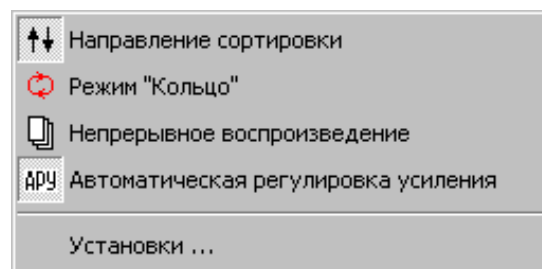 Направление сортировки
Режим "Кольцо"
Непрерывное воспроизведение
АРУ Автоматическая регулировка усиления
Установки ...